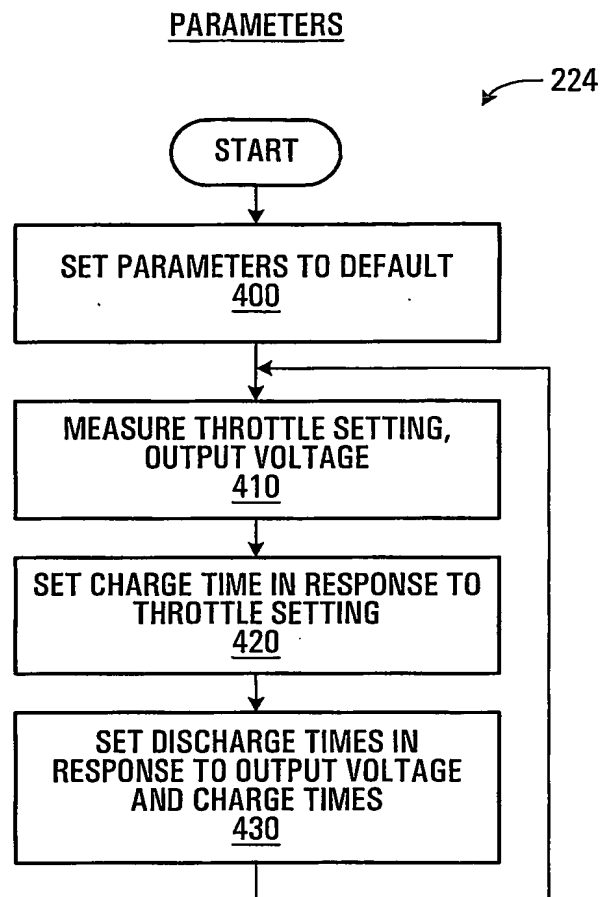 PARAMETERS
224
START
SET PARAMETERS TO DEFAULT
400
MEASURE THROTTLE SETTING,
OUTPUT VOLTAGE
410
SET CHARGE TIME IN RESPONSE TO
THROTTLE SETTING
420
SET DISCHARGE TIMES IN
RESPONSE TO OUTPUT VOLTAGE
AND CHARGE TIMES
430